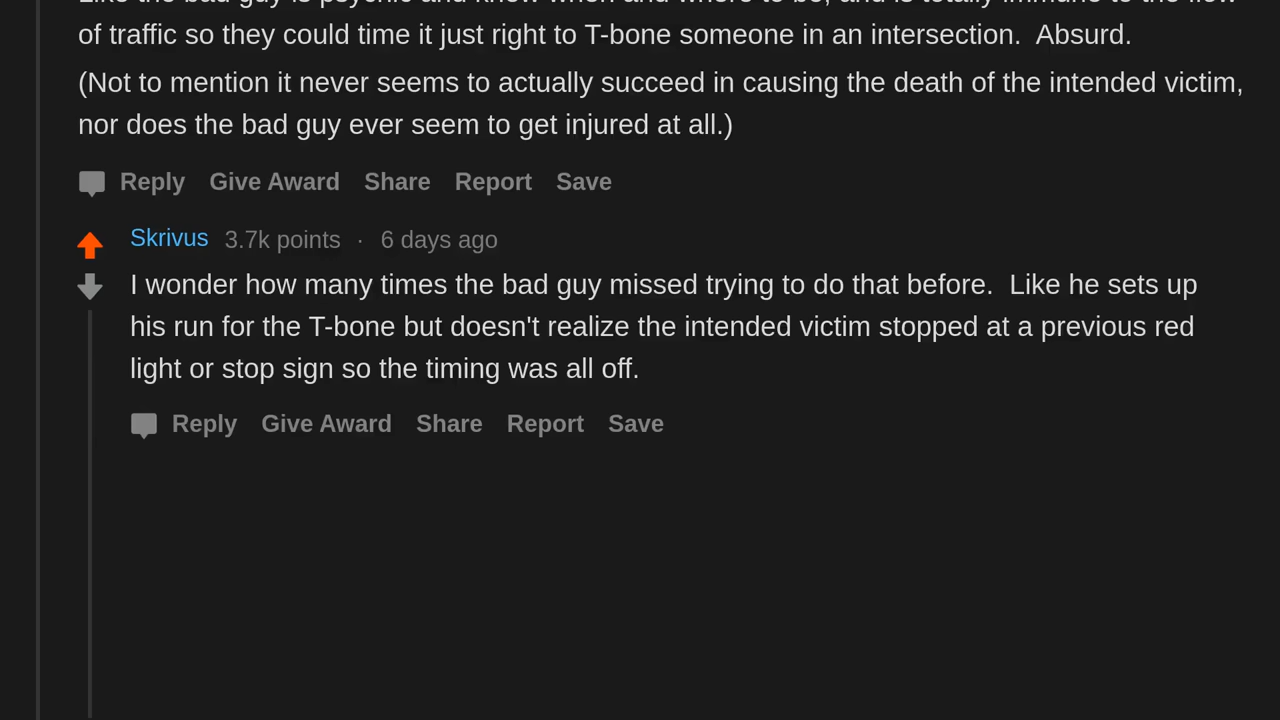 of traffic so they could time it just right to T-bone someone in an intersection.  Absurd.
(Not to mention it never seems to actually succeed in causing the death of the intended victim,
nor does the bad guy ever seem to get injured at all.)
Reply Give Award Share Report Save
Skrivus 3.7k points · 6 days ago
I wonder how many times the bad guy missed trying to do that before.  Like he sets up
his run for the T-bone but doesn't realize the intended victim stopped at a previous red
light or stop sign so the timing was all off.
Reply Give Award Share Report Save